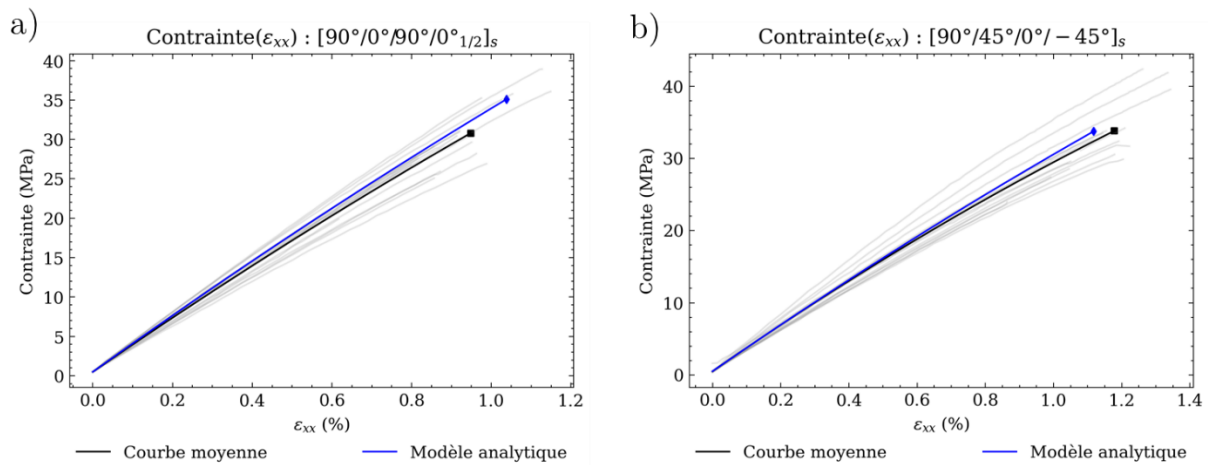 a)
Contrainte(εxx) : [90°/0°/90°/0°1/2]s
40
35
30
25
20
15
10
5
0
Contrainte (MPa)
0.0 0.2 0.4 0.6 0.8 1.0 1.2
εxx (%)
Courbe moyenne Modèle analytique
b)
Contrainte(εxx) : [90°/45°/0°/ − 45°]s
40
30
20
10
0
Contrainte (MPa)
0.0 0.2 0.4 0.6 0.8 1.0 1.2 1.4
εxx (%)
Courbe moyenne Modèle analytique